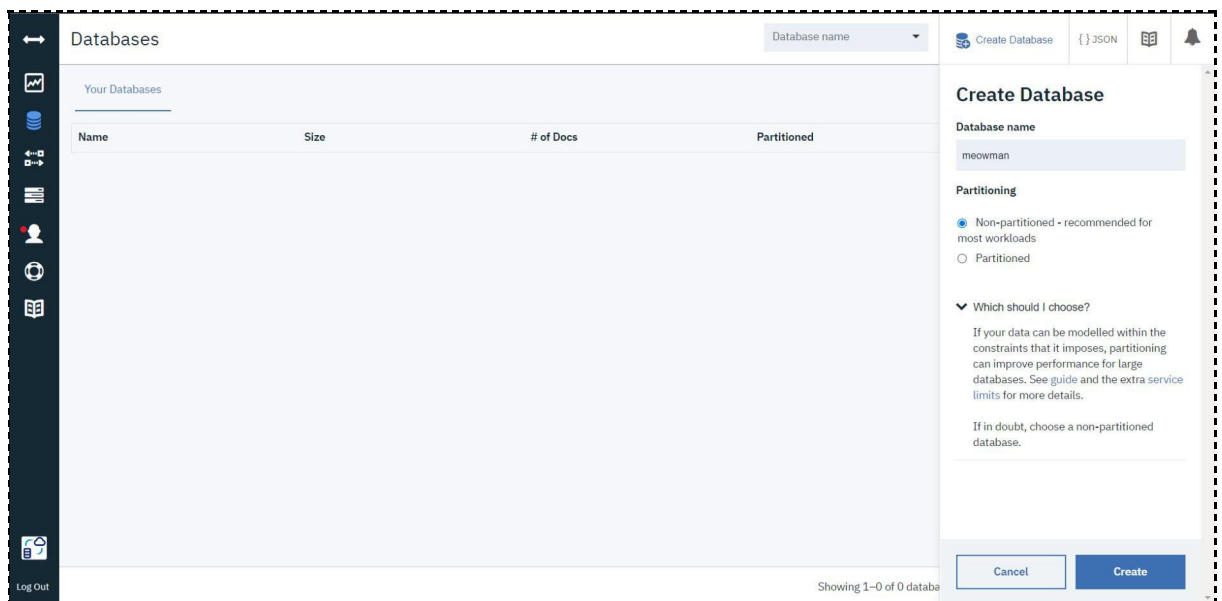 Databases
Database name
Create Database
{ } JSON
Your Databases
Name Size # of Docs Partitioned
Create Database
Database name
meowman
Partitioning
Non-partitioned - recommended for
most workloads
Partitioned
Which should I choose?
If your data can be modelled within the
constraints that it imposes, partitioning
can improve performance for large
databases. See guide and the extra service
limits for more details.
If in doubt, choose a non-partitioned
database.
Cancel
Create
Log Out
Showing 1–0 of 0 databa